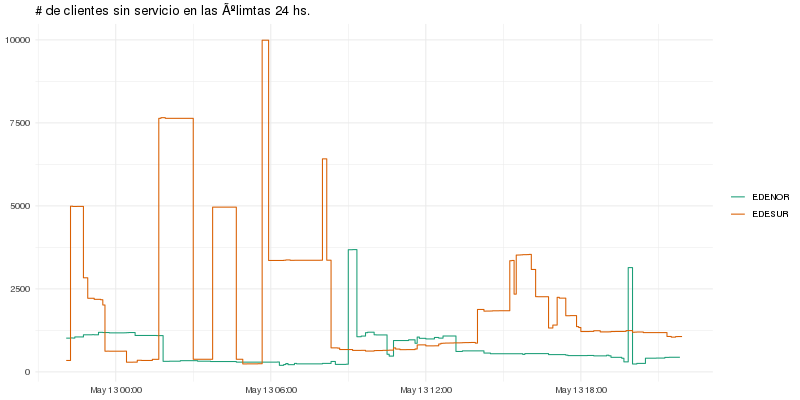 # de clientes sin servicio en las Ãºlimtas 24 hs.
10000
7500
5000
2500
0
May 13 00:00
May 13 06:00
May 13 12:00
May 13 18:00
EDENOR
EDESUR